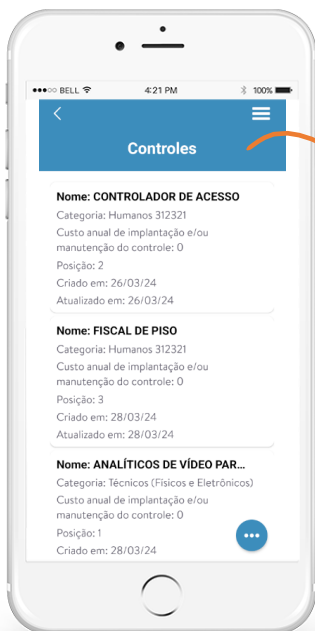 BELL 4:21 PM 100%
Controles
Nome: CONTROLADOR DE ACESSO
Categoria: Humanos 312321
Custo anual de implantação e/ou
manutenção do controle: 0
Posição: 2
Criado em: 26/03/24
Atualizado em: 26/03/24
Nome: FISCAL DE PISO
Categoria: Humanos 312321
Custo anual de implantação e/ou
manutenção do controle: 0
Posição: 3
Criado em: 28/03/24
Atualizado em: 28/03/24
Nome: ANALÍTICOS DE VÍDEO PAR...
Categoria: Técnicos (Físicos e Eletrônicos)
Custo anual de implantação e/ou
manutenção do controle: 0
Posição: 1
Criado em: 28/03/24